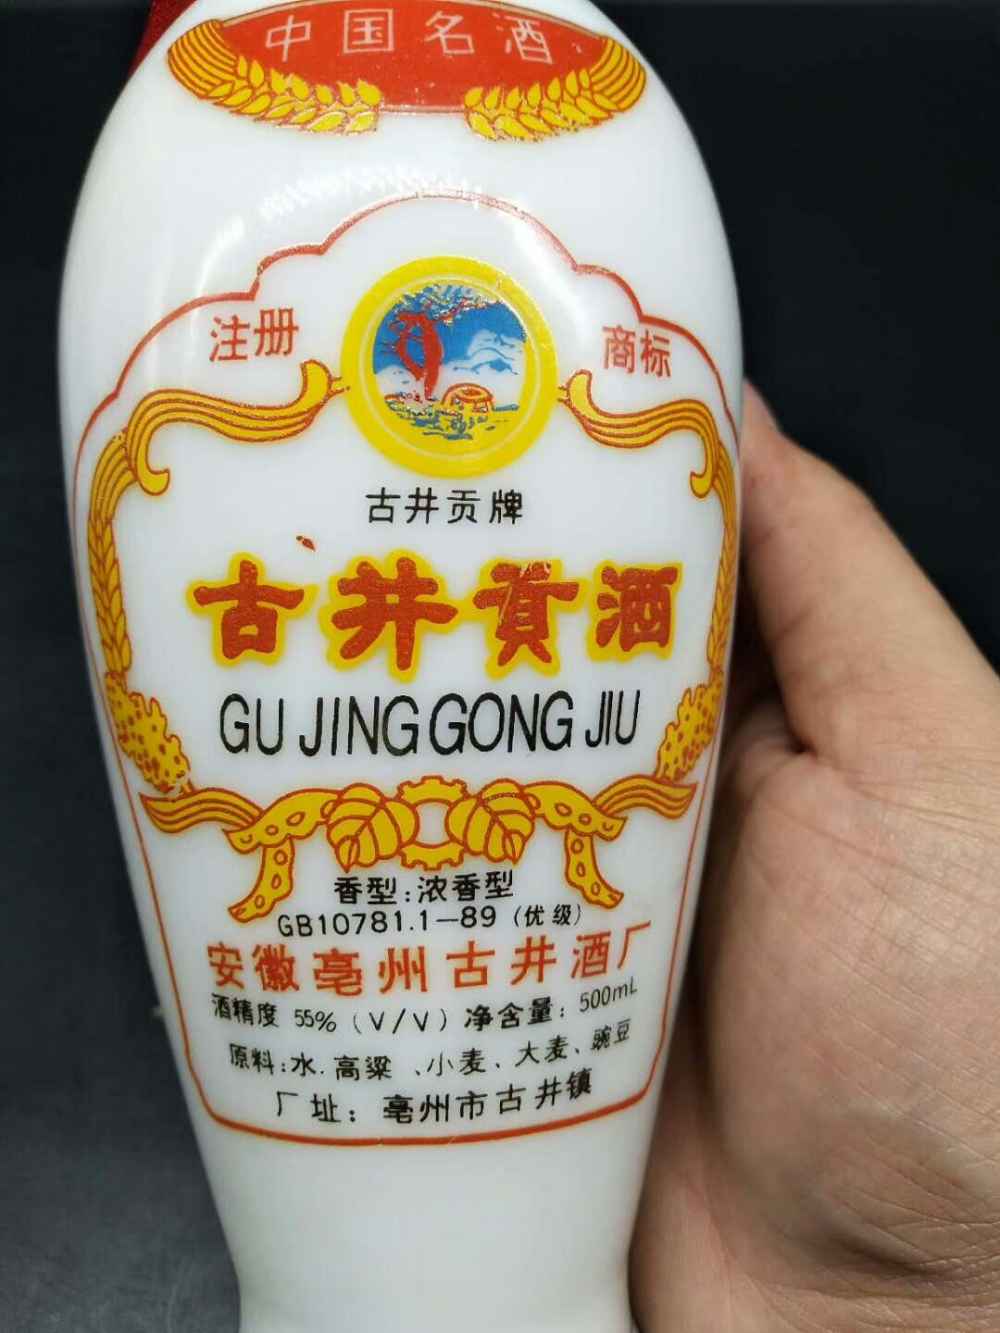 中国名酒
注册 商标
古井贡牌
古井貢酒
GU JING GONG JIU
香型:浓香型
GB10781.1—89(优级)
安徽亳州古井酒厂
酒精度 55%(V/V) 净含量:500mL
原料:水.高粱、小麦、大麦、豌豆
厂址:亳州市古井镇